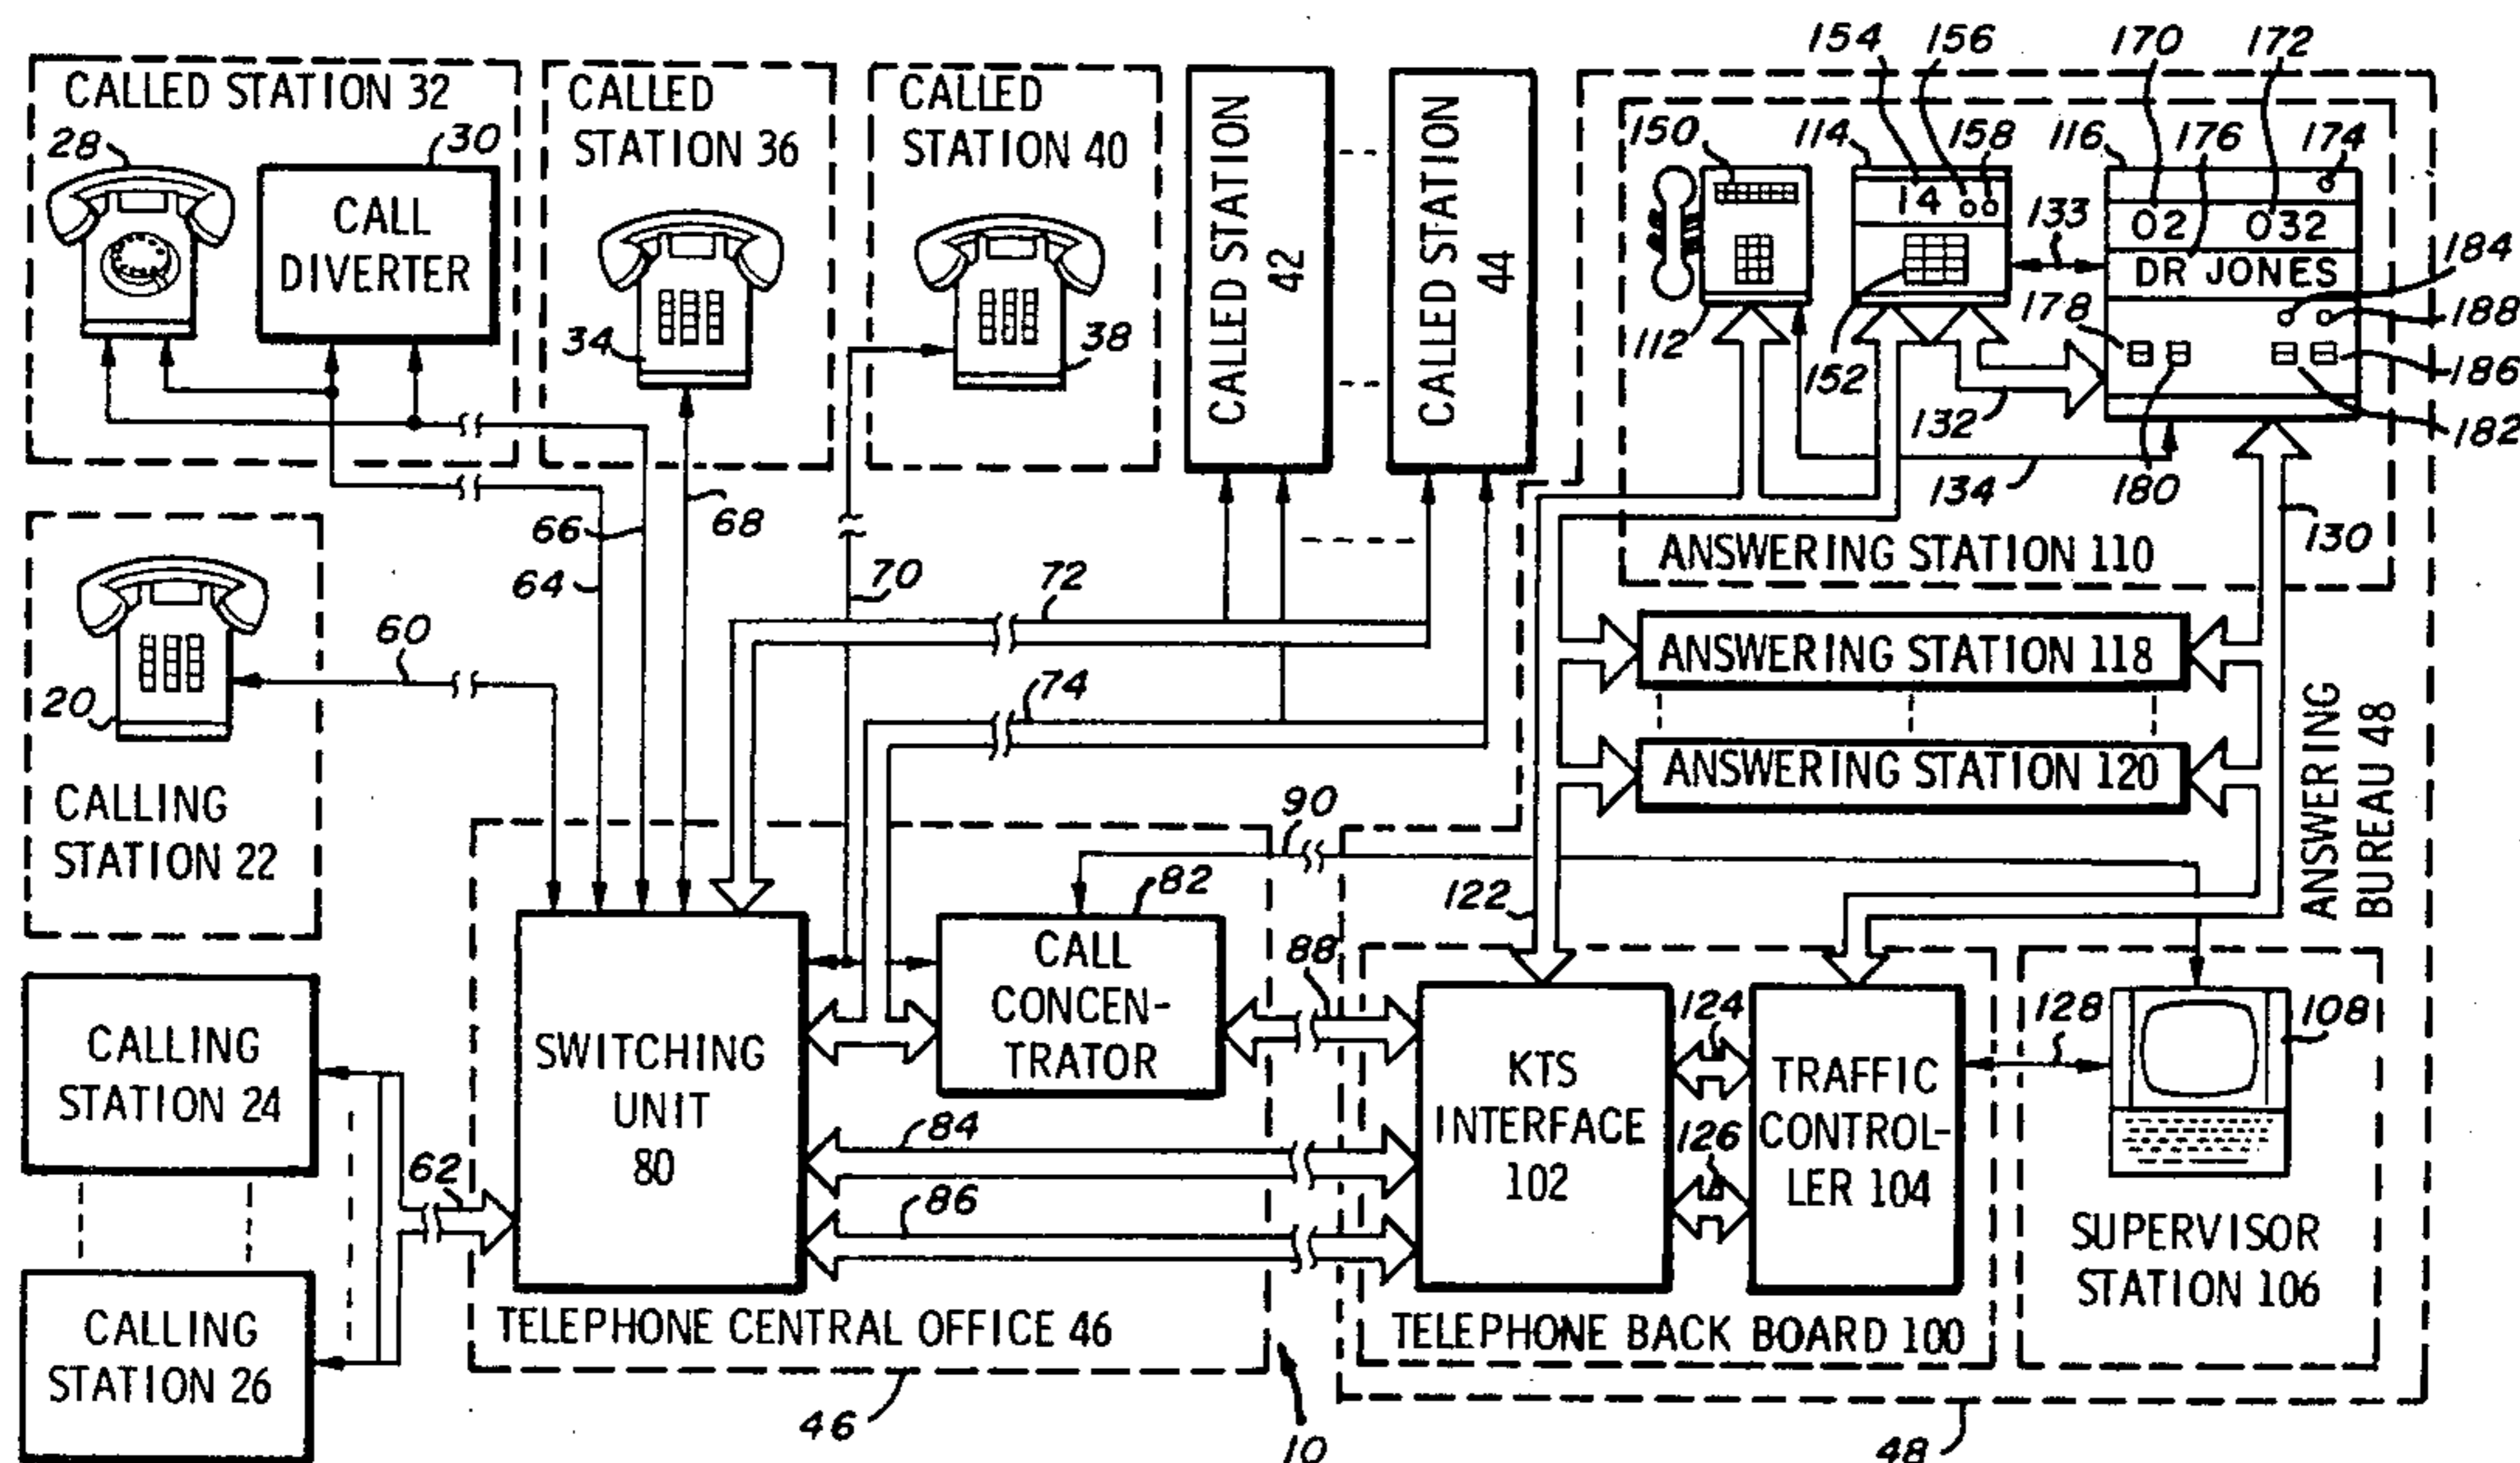 CALLED STATION 32
28
30
CALL
DIVERTER
CALLED
STATION 36
34
CALLED
STATION 40
38
CALLED STATION
42
CALLED STATION
44
154
156
170
172
150
114
158
116
176
174
14
02
032
DR JONES
133
184
188
178
112
152
186
132
182
134
180
130
ANSWERING STATION 110
66
68
64
70
72
60
20
CALLING
STATION 22
74
ANSWERING STATION 118
ANSWERING STATION 120
ANSWERING
BUREAU 48
90
82
122
CALL
CONCEN-
TRATOR
88
CALLING
STATION 24
SWITCHING
UNIT
80
KTS
INTERFACE
102
124
126
TRAFFIC
CONTROL-
LER 104
128
108
62
84
86
CALLING
STATION 26
TELEPHONE CENTRAL OFFICE 46
TELEPHONE BACK BOARD 100
SUPERVISOR
STATION 106
46
10
48